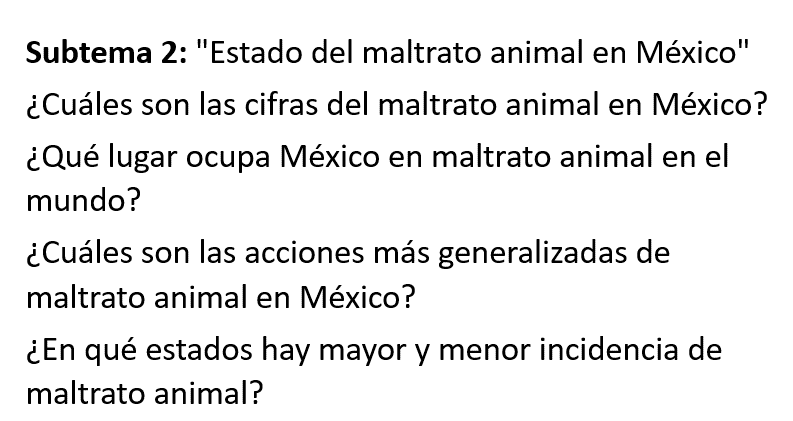 Subtema 2: "Estado del maltrato animal en México"
¿Cuáles son las cifras del maltrato animal en México?
¿Qué lugar ocupa México en maltrato animal en el
mundo?
¿Cuáles son las acciones más generalizadas de
maltrato animal en México?
¿En qué estados hay mayor y menor incidencia de
maltrato animal?